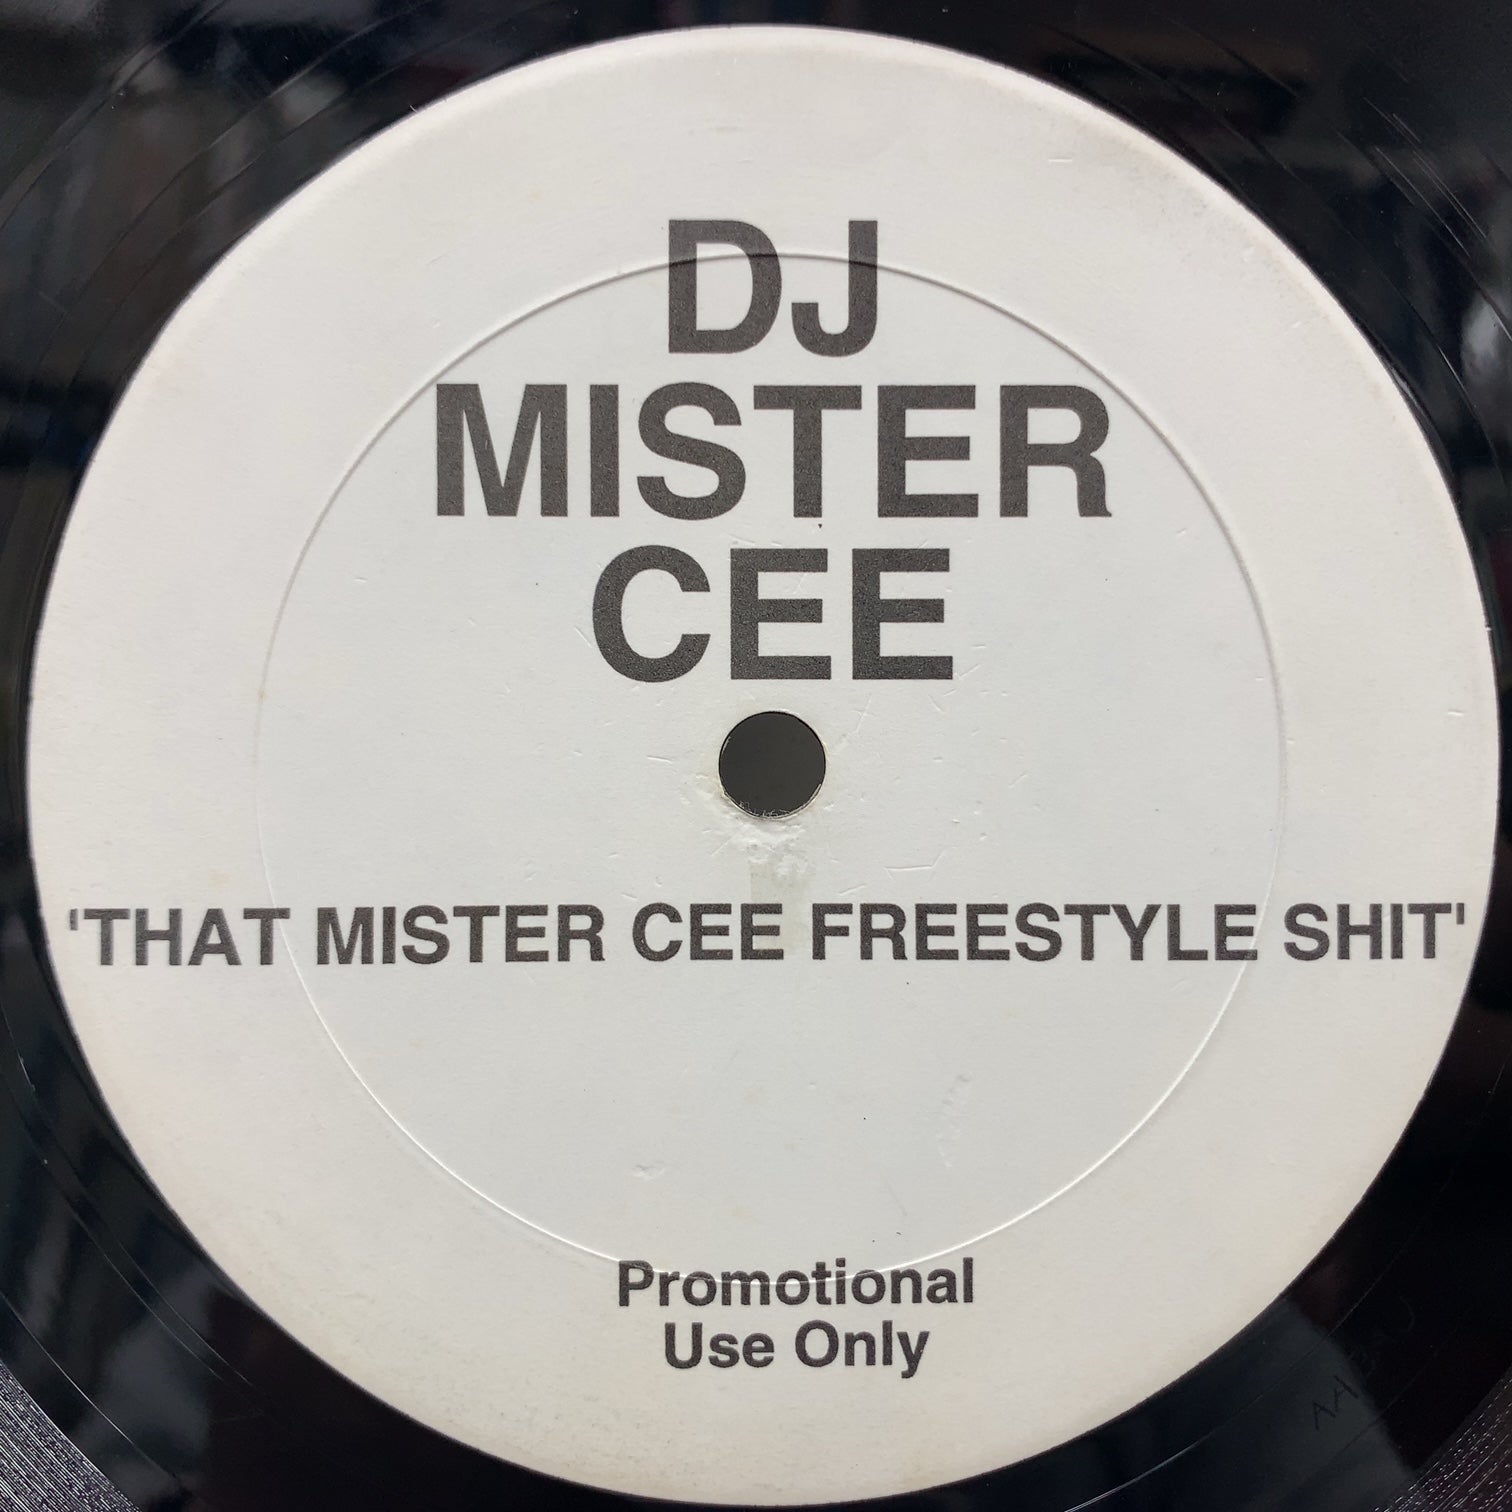 DJ
MISTER
CEE
'THAT MISTER CEE FREESTYLE SHIT'
Promotional
Use Only